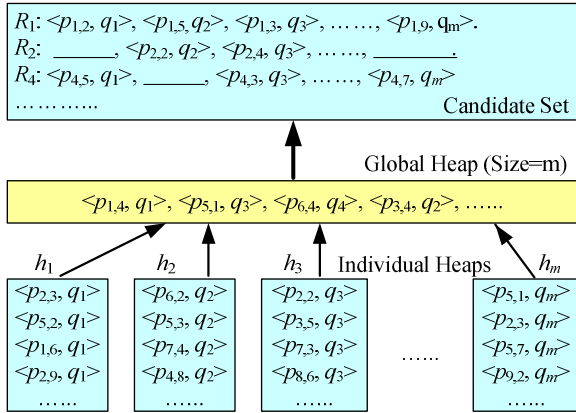 R1: <p1,2, q1>, <p1,5, q2>, <p1,3, q3>, ……, <p1,9, qm>.
R2: ______, <p2,2, q2>, <p2,4, q3>, ……, ________.
R4: <p4,5, q1>, ______, <p4,3, q3>, ……, <p4,7, qm>
…………
Candidate Set
Global Heap (Size=m)
<p1,4, q1>, <p5,1, q3>, <p6,4, q4>, <p3,4, q2>, ……
h1 h2 h3 Individual Heaps hm
<p2,3, q1> <p6,2, q2> <p2,2, q3> <p5,1, qm>
<p5,2, q1> <p5,3, q2> <p3,5, q3> <p2,3, qm>
<p1,6, q1> <p7,4, q2> <p7,3, q3> …… <p5,7, qm>
<p2,9, q1> <p4,8, q2> <p8,6, q3> <p9,2, qm>
…… …… …… ……